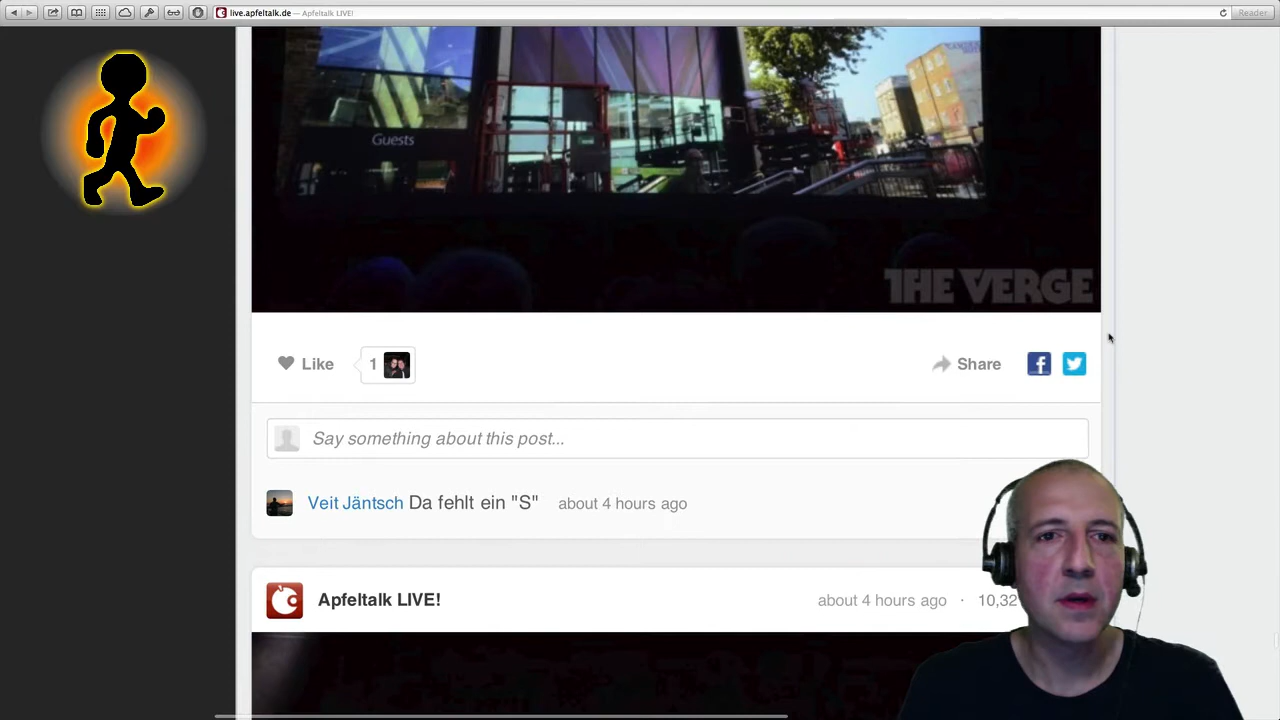 live.apfeltalk.de — Apfeltalk LIVE!
Reader
Guests
THE VERGE
Like
1
Share
Say something about this post...
Veit Jäntsch Da fehlt ein "S" about 4 hours ago
Apfeltalk LIVE!
about 4 hours ago · 10,32